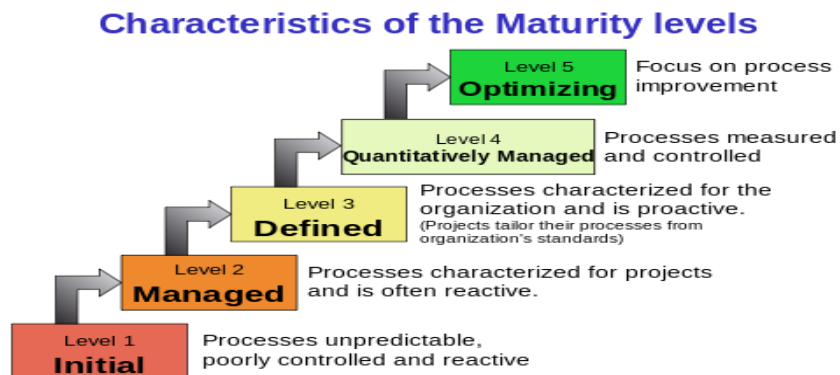 Characteristics of the Maturity levels
Level 5
Optimizing
Focus on process
improvement
Level 4
Quantitatively Managed
Processes measured
and controlled
Level 3
Defined
Processes characterized for the
organization and is proactive.
(Projects tailor their processes from
organization's standards)
Level 2
Managed
Processes characterized for projects
and is often reactive.
Level 1
Initial
Processes unpredictable,
poorly controlled and reactive